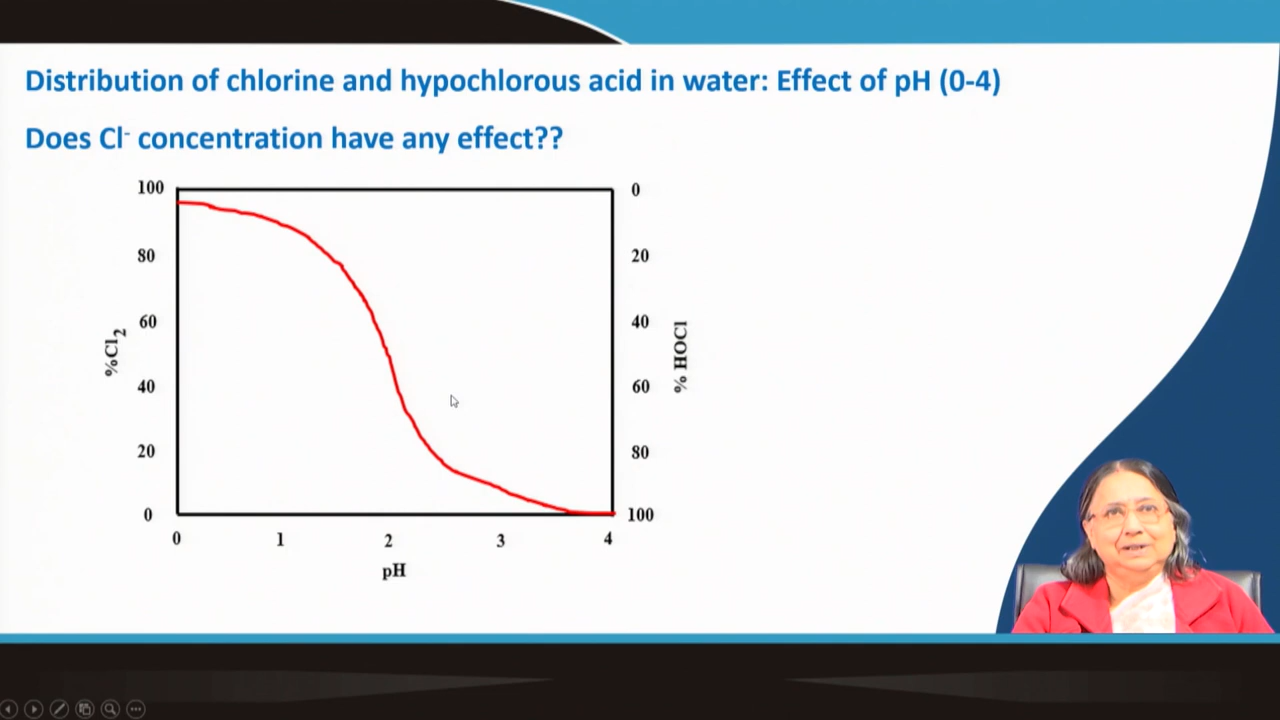 Distribution of chlorine and hypochlorous acid in water: Effect of pH (0-4)
Does Cl⁻ concentration have any effect??
100
80
60
40
20
0
%Cl₂
0
20
40
60
80
100
% HOCl
0 1 2 3 4
pH